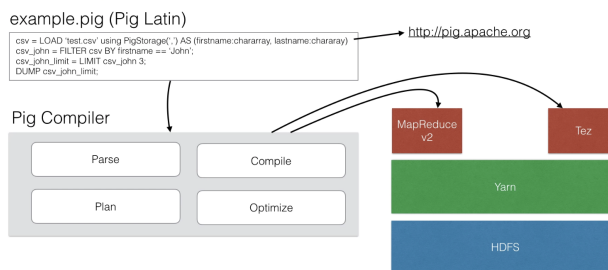 example.pig (Pig Latin)
csv = LOAD 'test.csv' using PigStorage(',') AS (firstname:chararray, lastname:chararay)
csv_john = FILTER csv BY firstname == 'John';
csv_john_limit = LIMIT csv_john 3;
DUMP csv_john_limit;
http://pig.apache.org
Pig Compiler
Parse
Compile
Plan
Optimize
MapReduce
v2
Tez
Yarn
HDFS